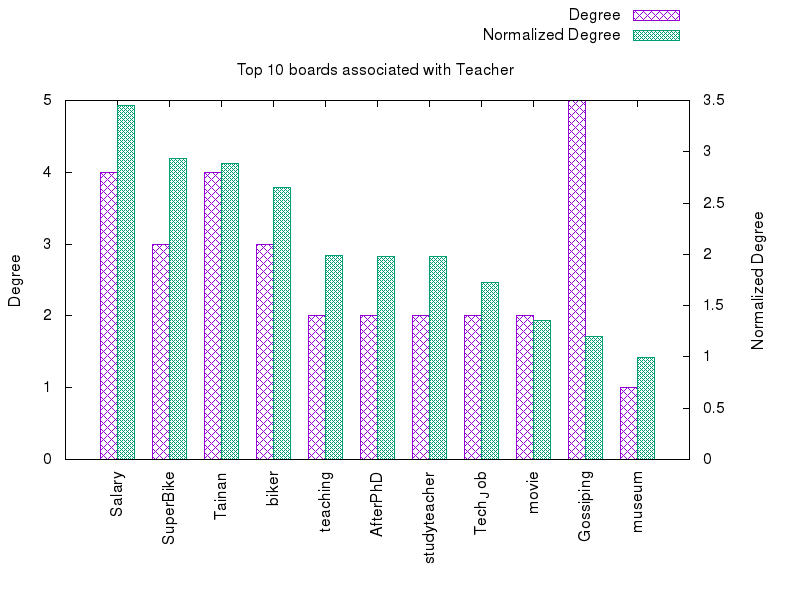 Degree
Normalized Degree
Top 10 boards associated with Teacher
5
4
3
2
1
0
Degree
3.5
3
2.5
2
1.5
1
0.5
0
Normalized Degree
Salary
SuperBike
Tainan
biker
teaching
AfterPhD
studyteacher
TechJob
movie
Gossiping
museum